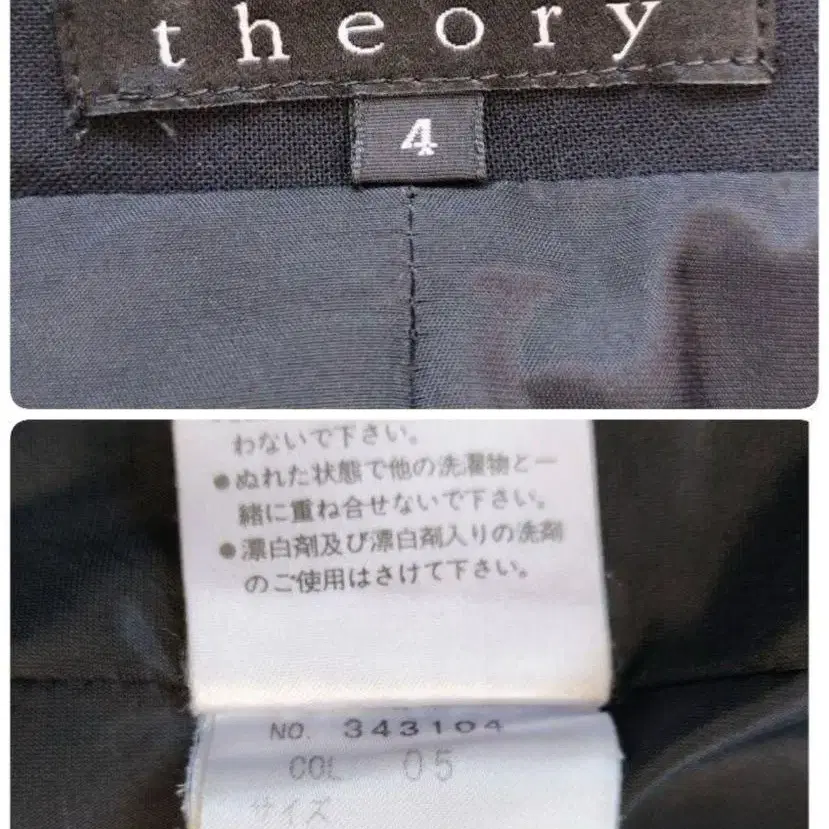 theory
4
わないで下さい。
●ぬれた状態で他の洗濯物と一
緒に重ね合せないで下さい。
●漂白剤及び漂白剤入りの洗剤
のご使用はさけて下さい。
NO. 343104
COL 05
サイズ